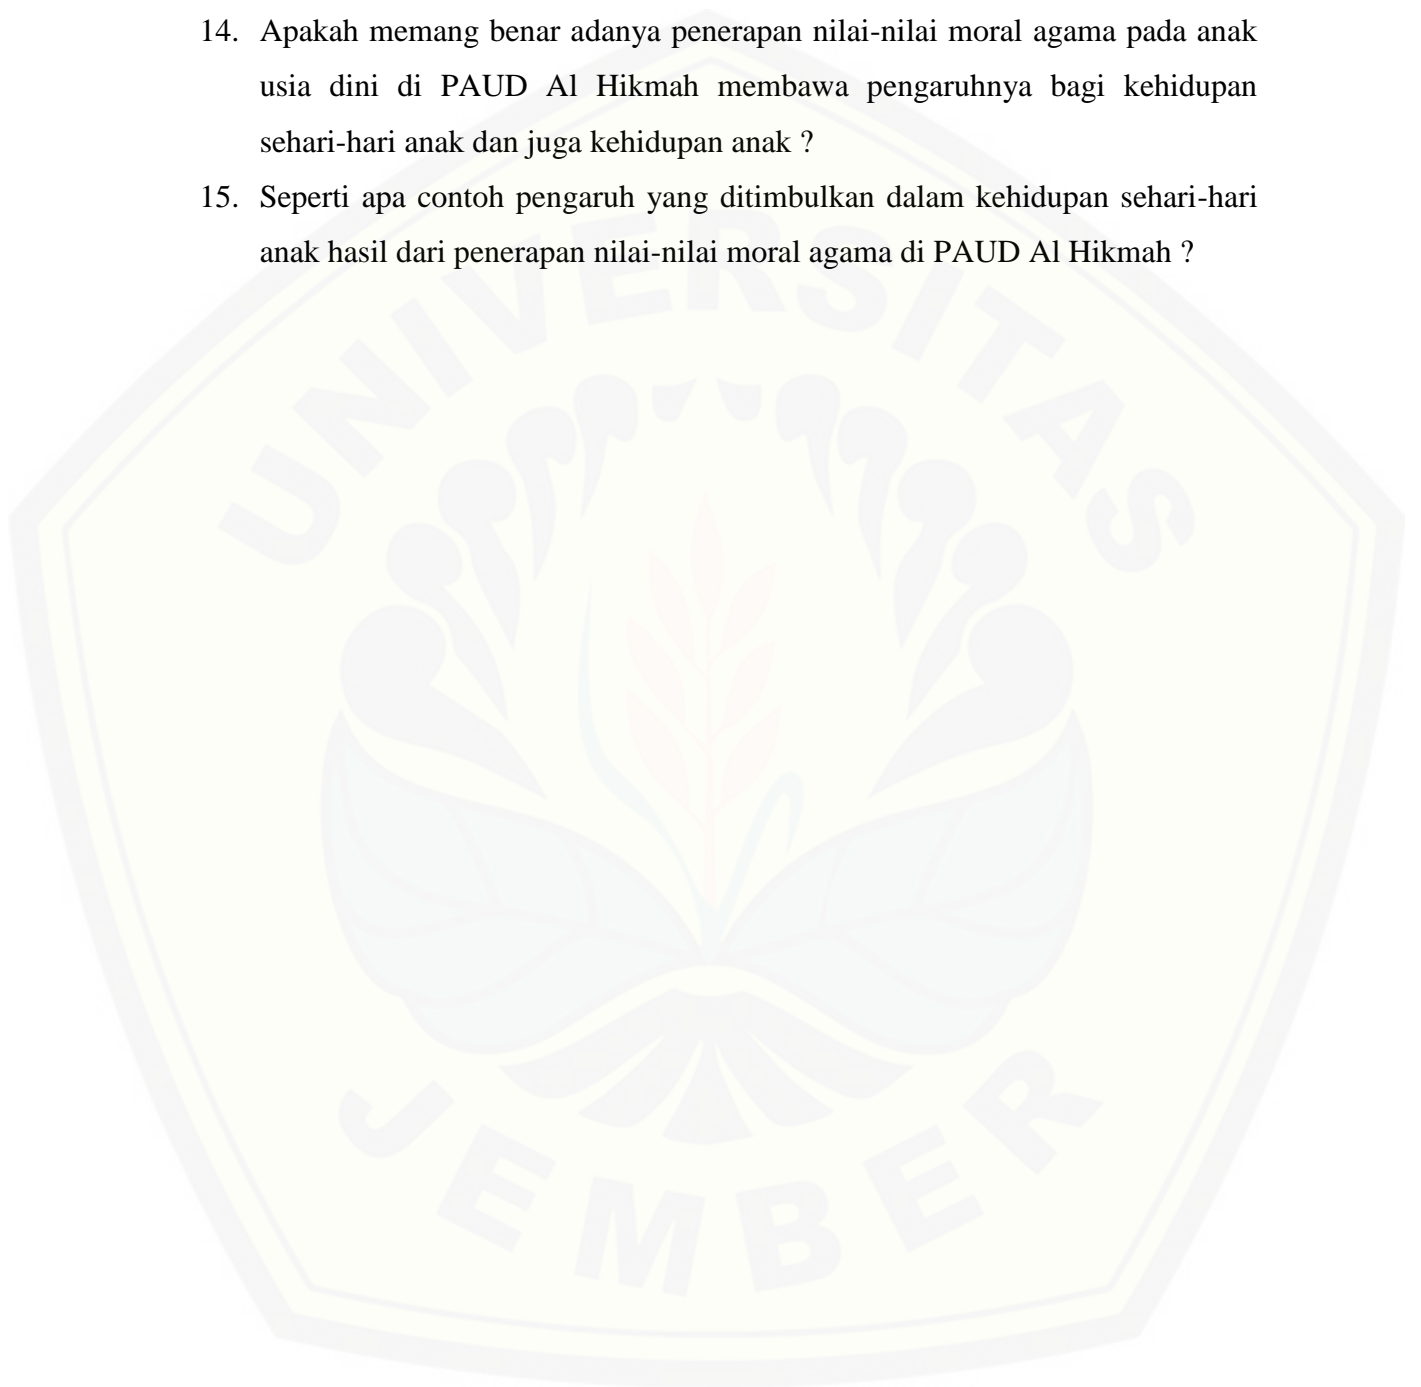 14. Apakah memang benar adanya penerapan nilai-nilai moral agama pada anak
usia dini di PAUD Al Hikmah membawa pengaruhnya bagi kehidupan
sehari-hari anak dan juga kehidupan anak ?
15. Seperti apa contoh pengaruh yang ditimbulkan dalam kehidupan sehari-hari
anak hasil dari penerapan nilai-nilai moral agama di PAUD Al Hikmah ?
UNIVERSITAS
JEMBER